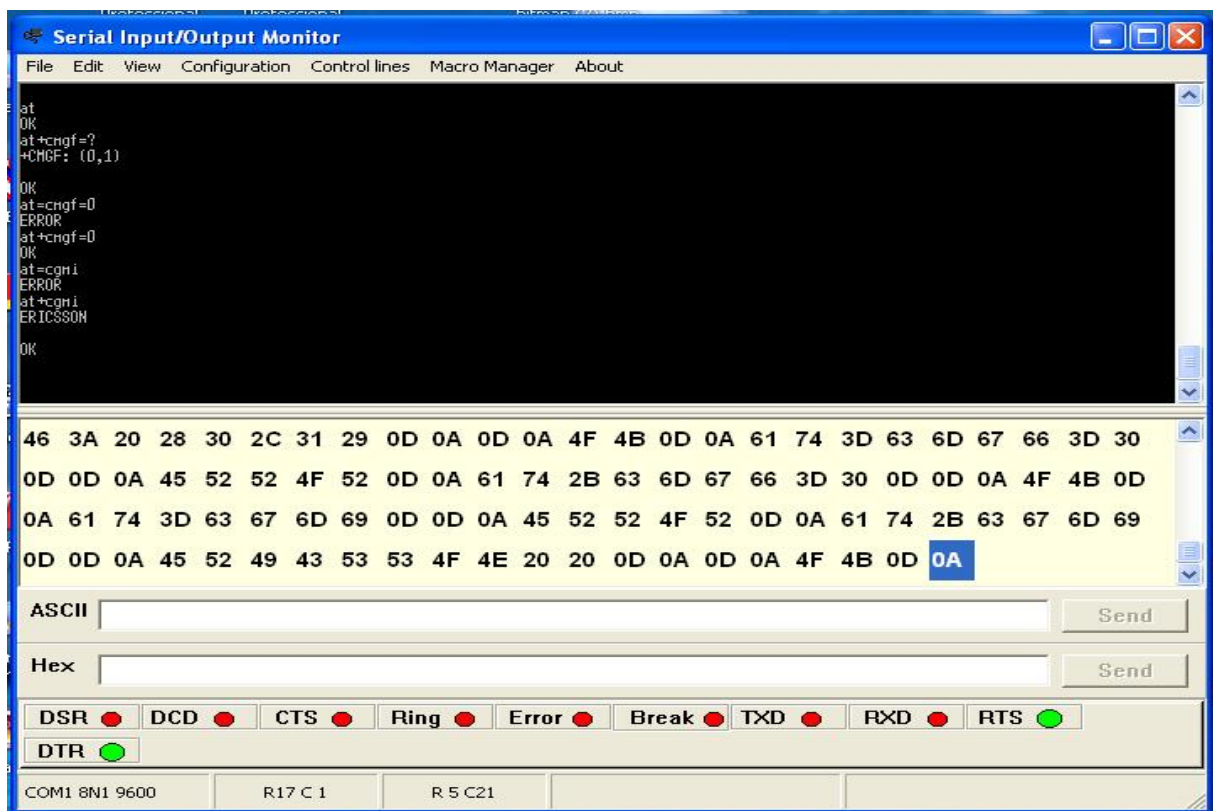 Serial Input/Output Monitor
File Edit View Configuration Control lines Macro Manager About
at
OK
at+cmgf=?
+CMGF: (0,1)
OK
at=cmgf=0
ERROR
at+cmgf=0
OK
at=cgmi
ERROR
at+cgmi
ERICSSON
OK
46 3A 20 28 30 2C 31 29 0D 0A 0D 0A 4F 4B 0D 0A 61 74 3D 63 6D 67 66 3D 30
0D 0D 0A 45 52 52 4F 52 0D 0A 61 74 2B 63 6D 67 66 3D 30 0D 0D 0A 4F 4B 0D
0A 61 74 3D 63 67 6D 69 0D 0D 0A 45 52 52 4F 52 0D 0A 61 74 2B 63 67 6D 69
0D 0D 0A 45 52 49 43 53 53 4F 4E 20 20 0D 0A 0D 0A 4F 4B 0D 0A
ASCII Send
Hex Send
DSR DCD CTS Ring Error Break TXD RXD RTS
DTR
COM1 8N1 9600 R17 C 1 R 5 C21